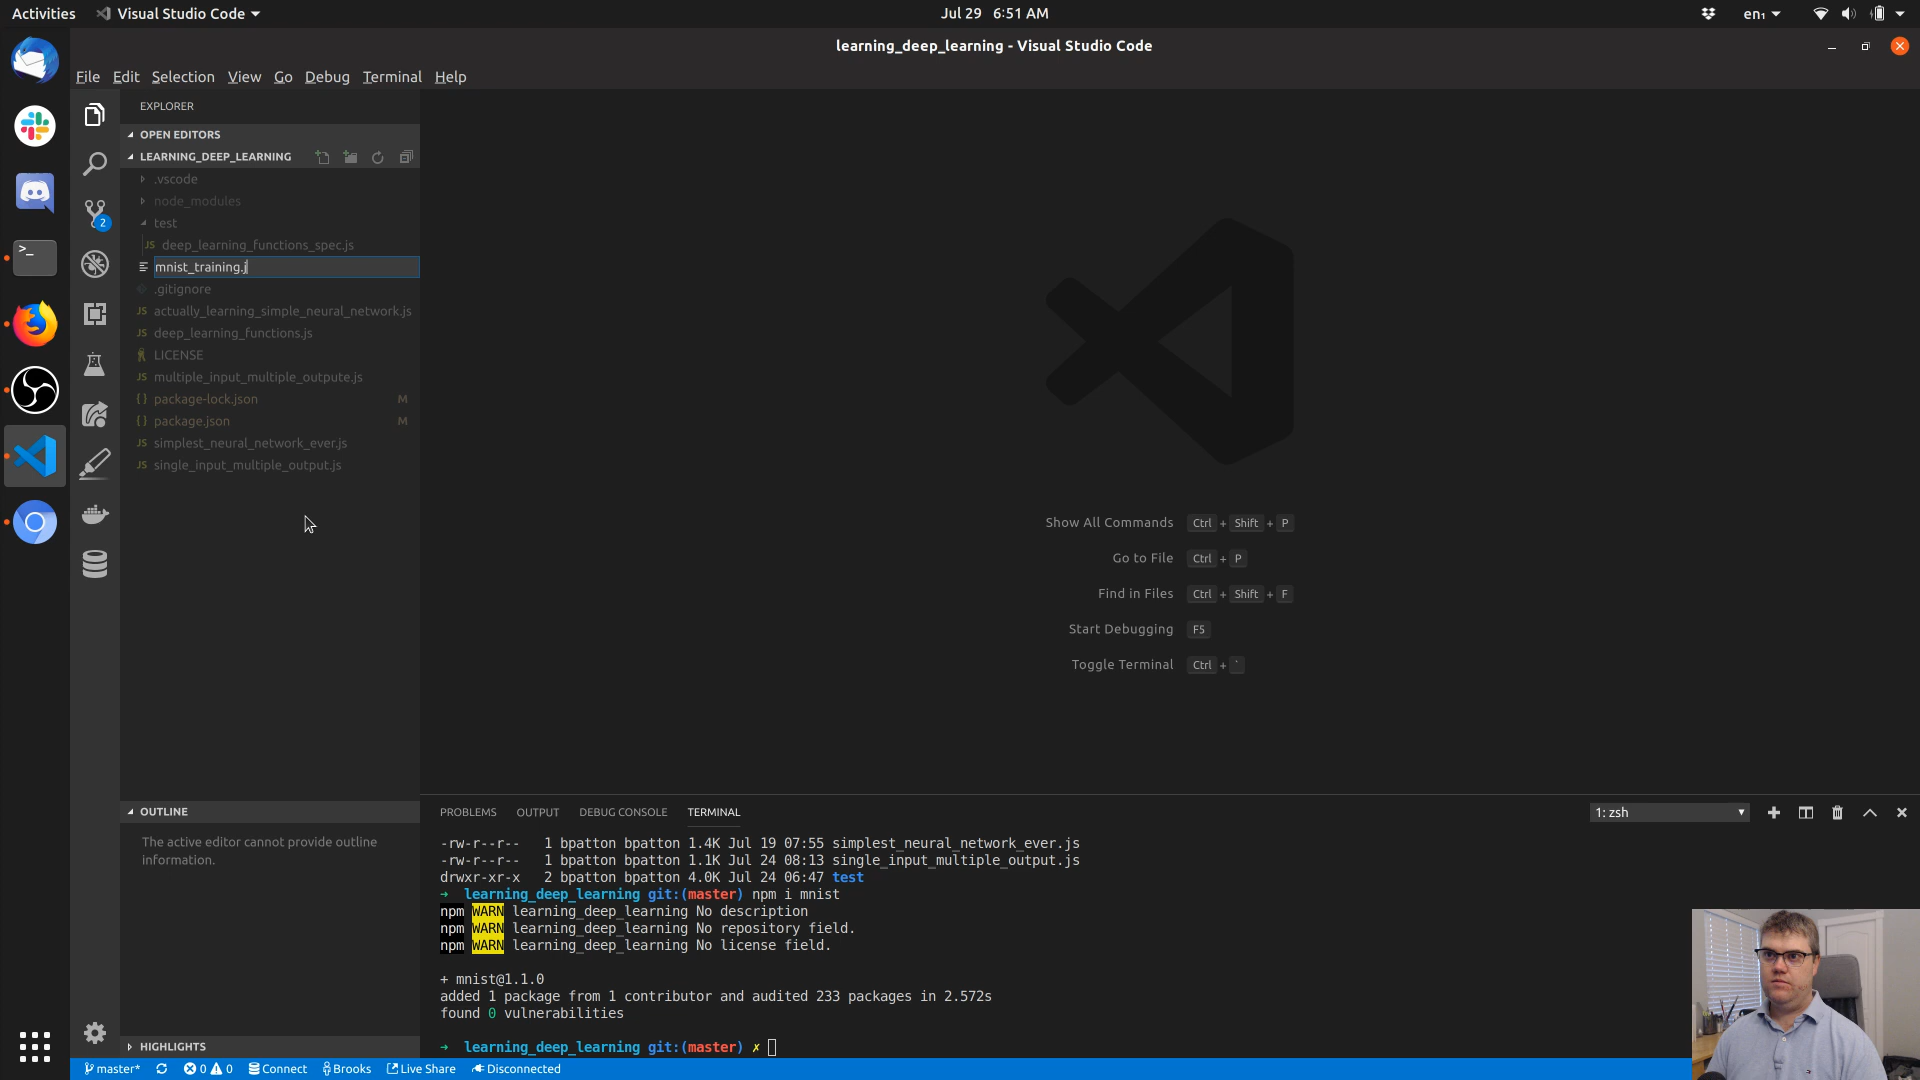 Activities
Visual Studio Code
Jul 29 6:51 AM
en₁
learning_deep_learning - Visual Studio Code
File Edit Selection View Go Debug Terminal Help
EXPLORER
OPEN EDITORS
LEARNING_DEEP_LEARNING
.vscode
node_modules
test
JS deep_learning_functions_spec.js
mnist_training.j
.gitignore
JS actually_learning_simple_neural_network.js
JS deep_learning_functions.js
LICENSE
JS multiple_input_multiple_outpute.js
{ } package-lock.json M
{ } package.json M
JS simplest_neural_network_ever.js
JS single_input_multiple_output.js
2
>_
Show All Commands Ctrl + Shift + P
Go to File Ctrl + P
Find in Files Ctrl + Shift + F
Start Debugging F5
Toggle Terminal Ctrl + `
OUTLINE
The active editor cannot provide outline
information.
HIGHLIGHTS
PROBLEMS OUTPUT DEBUG CONSOLE TERMINAL
1: zsh
-rw-r--r-- 1 bpatton bpatton 1.4K Jul 19 07:55 simplest_neural_network_ever.js
-rw-r--r-- 1 bpatton bpatton 1.1K Jul 24 08:13 single_input_multiple_output.js
drwxr-xr-x 2 bpatton bpatton 4.0K Jul 24 06:47 test
➜ learning_deep_learning git:(master) npm i mnist
npm WARN learning_deep_learning No description
npm WARN learning_deep_learning No repository field.
npm WARN learning_deep_learning No license field.
+ mnist@1.1.0
added 1 package from 1 contributor and audited 233 packages in 2.572s
found 0 vulnerabilities
➜ learning_deep_learning git:(master) ✗
master* 0 0 Connect Brooks Live Share Disconnected